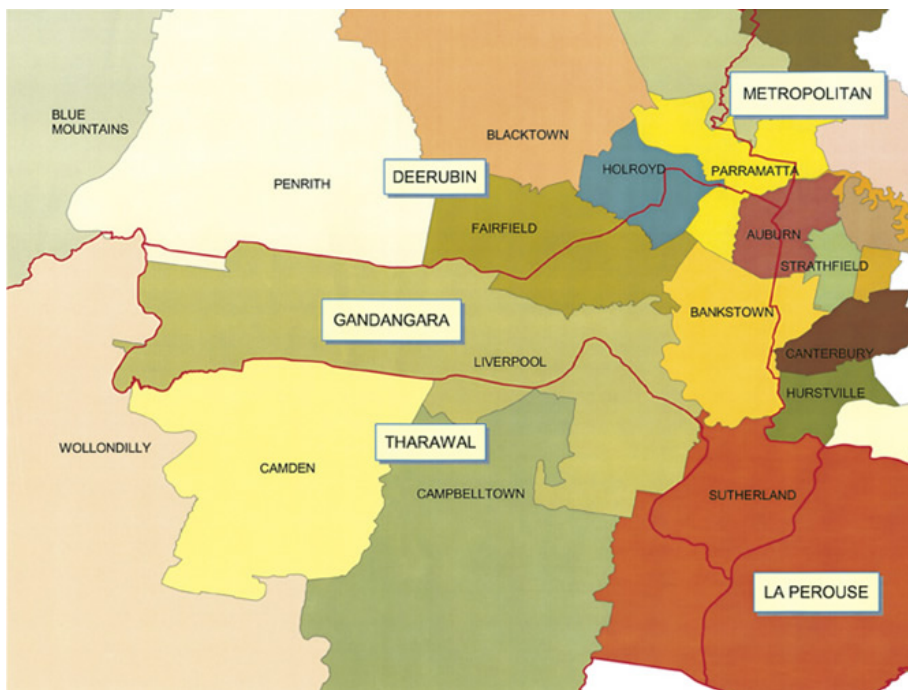 METROPOLITAN
BLUE
MOUNTAINS
BLACKTOWN
HOLROYD
PARRAMATTA
PENRITH
DEERUBIN
FAIRFIELD
AUBURN
STRATHFIELD
GANDANGARA
BANKSTOWN
LIVERPOOL
CANTERBURY
HURSTVILLE
WOLLONDILLY
THARAWAL
CAMDEN
CAMPBELLTOWN
SUTHERLAND
LA PEROUSE